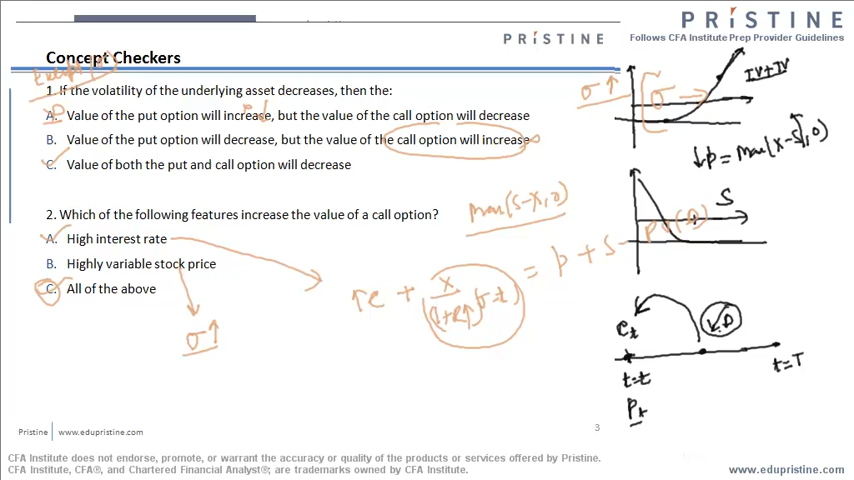 PRISTINE
PRISTINE
Follows CFA Institute Prep Provider Guidelines
Concept Checkers
1. If the volatility of the underlying asset decreases, then the:
A. Value of the put option will increase, but the value of the call option will decrease
B. Value of the put option will decrease, but the value of the call option will increase
C. Value of both the put and call option will decrease
2. Which of the following features increase the value of a call option?
A. High interest rate
B. Highly variable stock price
C. All of the above
σ↑
σ
IV+TV
↓p = max(x-S, 0)
S
max(S-x, 0)
↑c + x/(1+R↑)(T-t) = p + S - PV(D)
σ↑
↓D
c_t
t=t
t=T
P_t
Pristine
www.edupristine.com
3
CFA Institute does not endorse, promote, or warrant the accuracy or quality of the products or services offered by Pristine.
CFA Institute, CFA®, and Chartered Financial Analyst®; are trademarks owned by CFA Institute.
www.edupristine.com